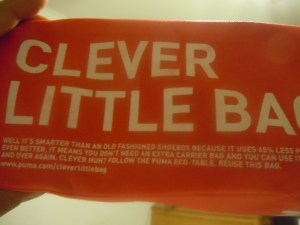 CLEVER
LITTLE BA
WELL IT'S SMARTER THAN AN OLD FASHIONED SHOEBOX BECAUSE IT USES 65% LESS
EVEN BETTER, IT MEANS YOU DON'T NEED AN EXTRA CARRIER BAG AND YOU CAN USE IT
AND OVER AGAIN. CLEVER HUH? FOLLOW THE PUMA ECO-TABLE. REUSE THIS BAG.
www.puma.com/cleverlittlebag